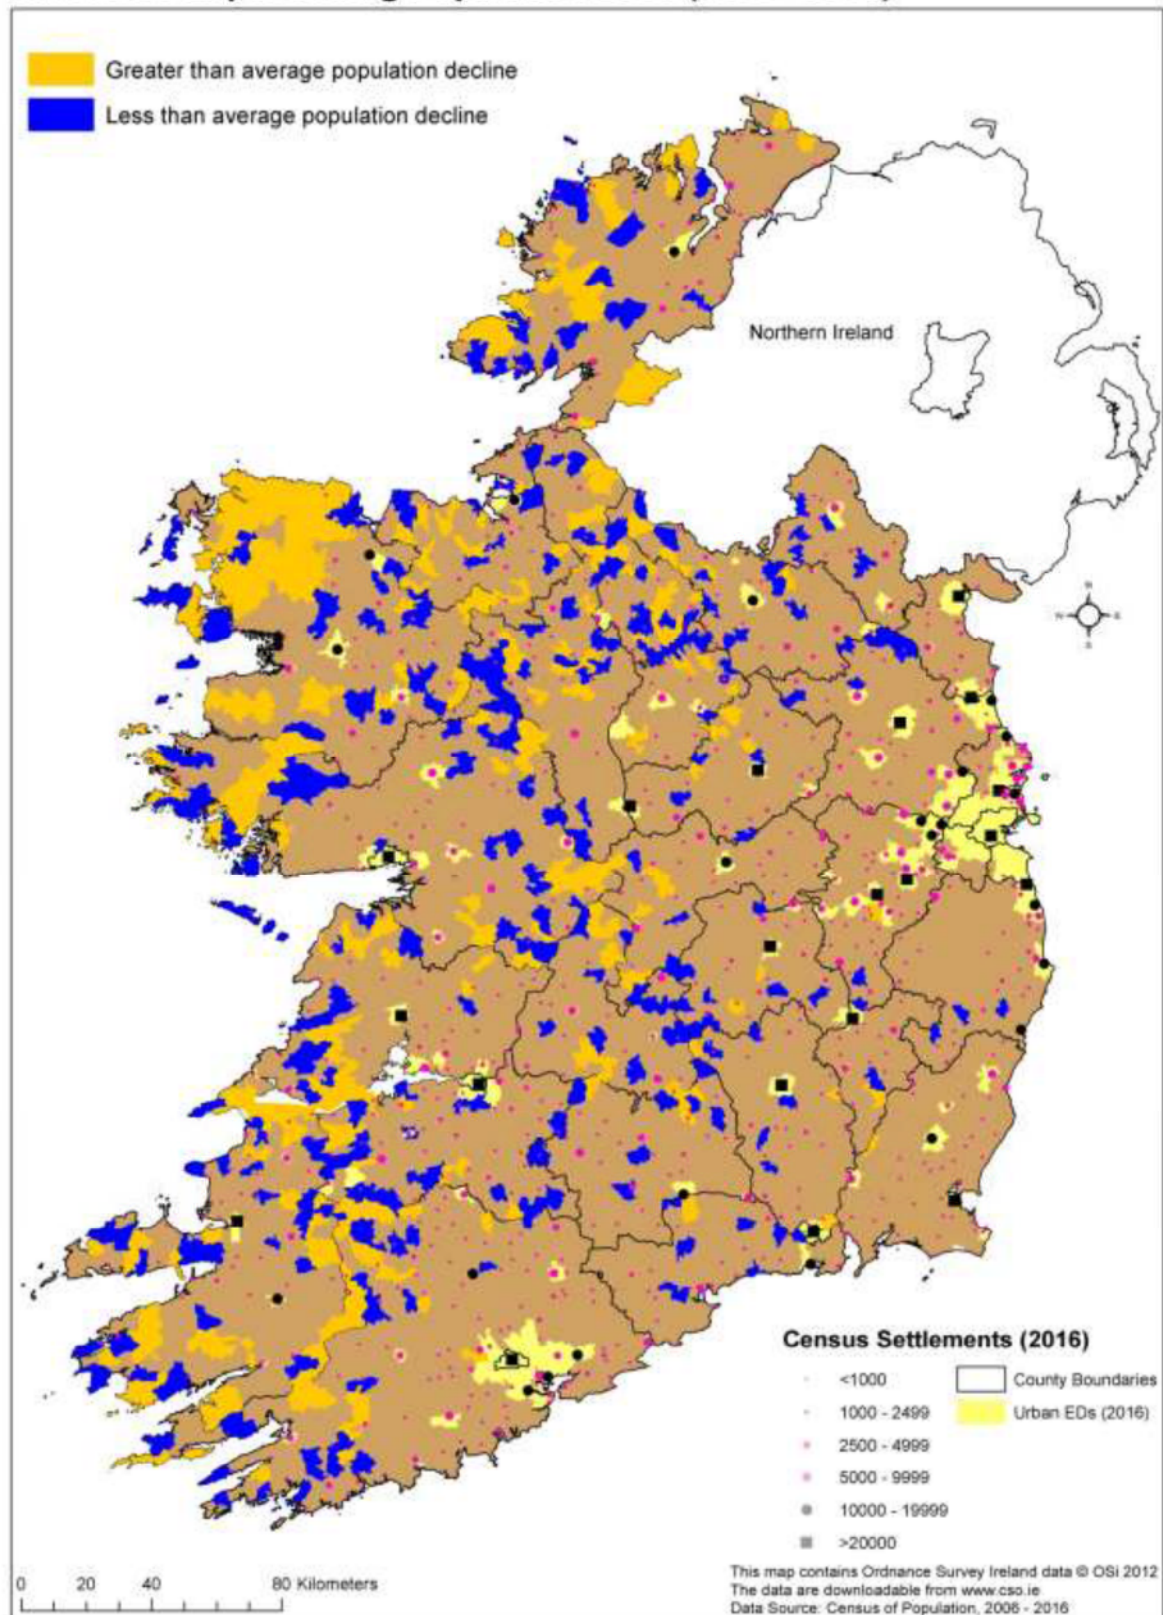 Greater than average population decline
Less than average population decline
Northern Ireland
N
W
E
S
Census Settlements (2016)
<1000
1000 - 2499
2500 - 4999
5000 - 9999
10000 - 19999
>20000
County Boundaries
Urban EDs (2016)
0 20 40 80 Kilometers
This map contains Ordnance Survey Ireland data © OSi 2012
The data are downloadable from www.cso.ie
Data Source: Census of Population, 2006 - 2016